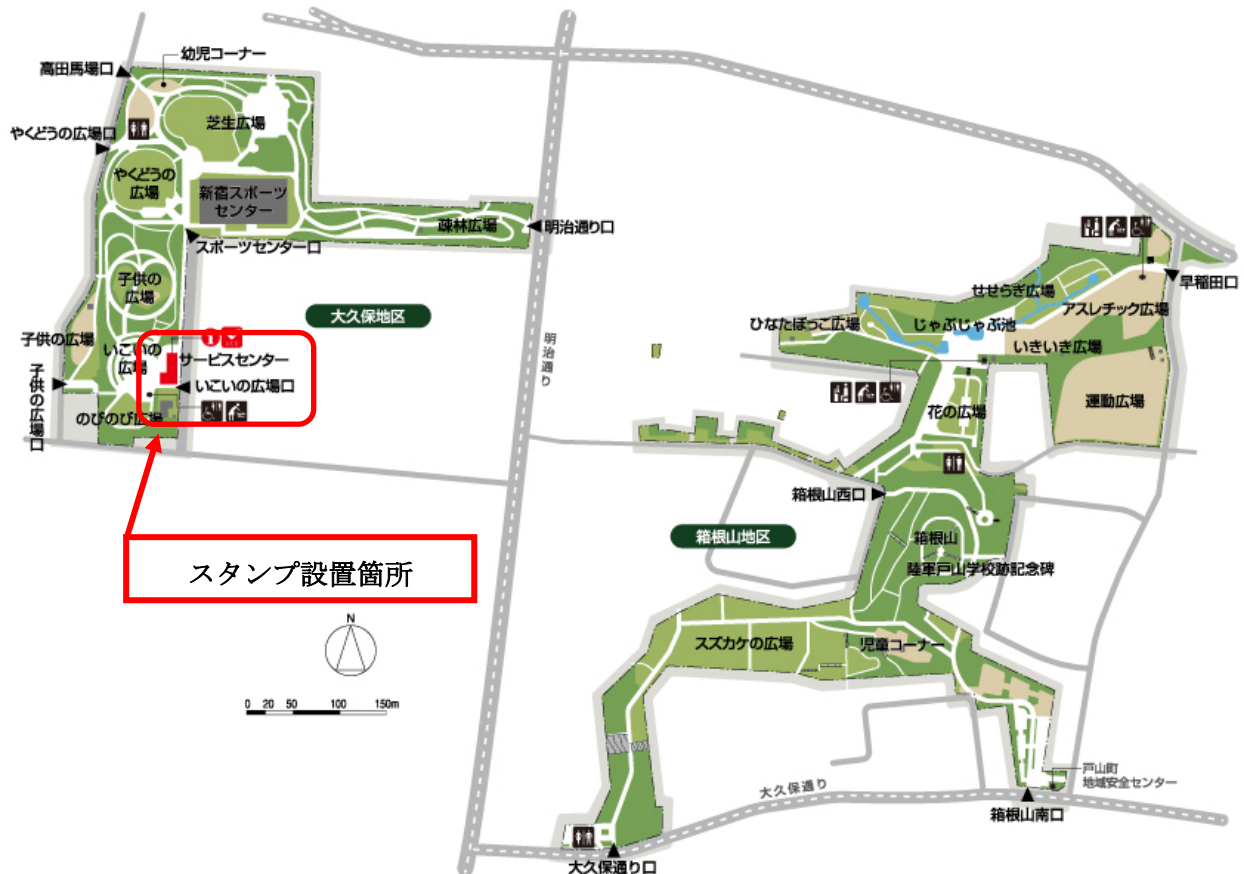 幼児コーナー
高田馬場口
芝生広場
やくどうの広場口
やくどうの
広場
新宿スポーツ
センター
疎林広場
明治通り口
スポーツセンター口
子供の
広場
大久保地区
子供の広場
いこいの
広場
サービスセンター
いこいの広場口
子供の広場口
のびのび広場
スタンプ設置箇所
N
0 20 50 100 150m
明治通り
早稲田口
せせらぎ広場
アスレチック広場
ひなたぼっこ広場
じゃぶじゃぶ池
いきいき広場
運動広場
花の広場
箱根山西口
箱根山地区
箱根山
陸軍戸山学校跡記念碑
スズカケの広場
児童コーナー
戸山町
地域安全センター
大久保通り
箱根山南口
大久保通り口